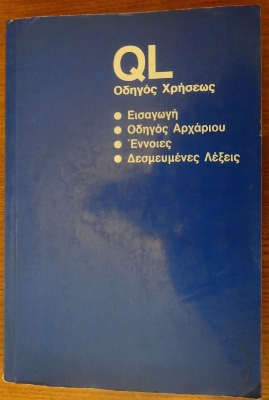 QL
Οδηγός Χρήσεως
● Εισαγωγή
● Οδηγός Αρχάριου
● Έννοιες
● Δεσμευμένες Λέξεις